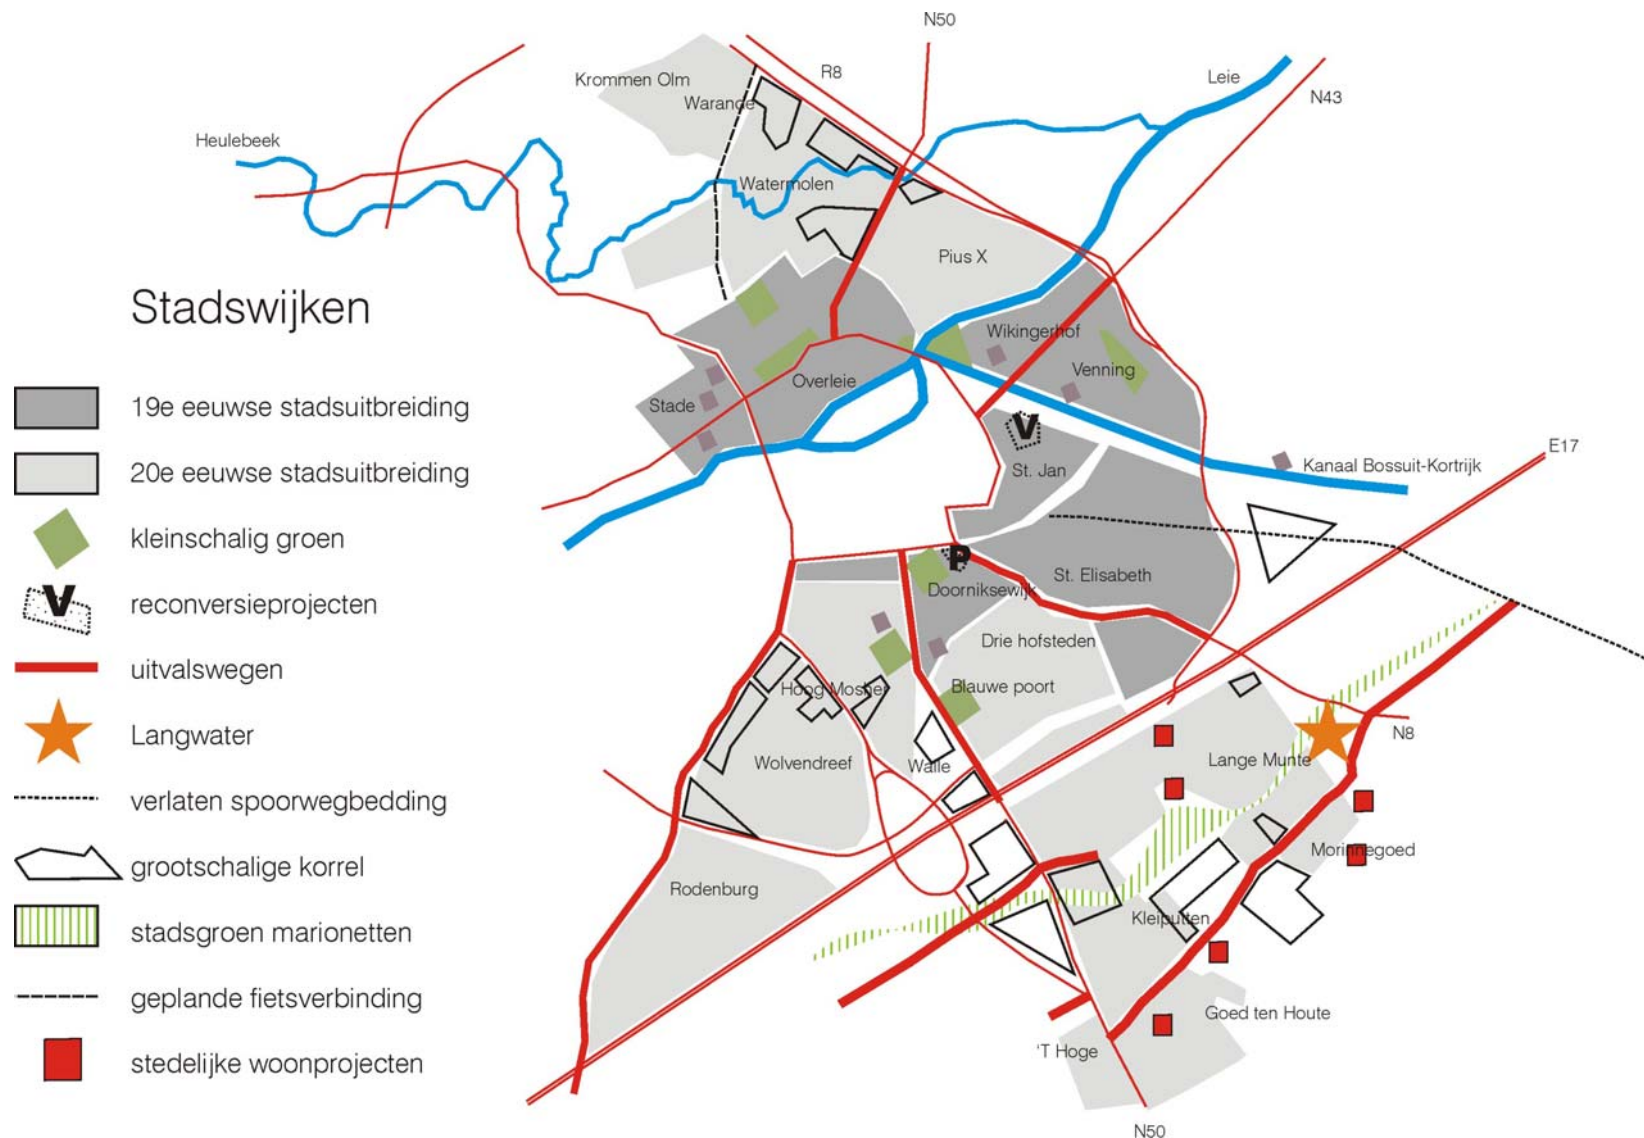 N50
R8
Krommen Olm
Leie
Warande
N43
Heulebeek
Watermolen
Pius X
Stadswijken
Wikingerhof
Venning
Overleie
Stade
19e eeuwse stadsuitbreiding
V
E17
20e eeuwse stadsuitbreiding
St. Jan
Kanaal Bossuit-Kortrijk
kleinschalig groen
P
St. Elisabeth
Doorniksewijk
V
reconversieprojecten
Drie hofsteden
uitvalswegen
Hoog Mosher
Blauwe poort
Langwater
N8
Wolvendreef
Walle
Lange Munte
verlaten spoorwegbedding
Morinnegoed
grootschalige korrel
Rodenburg
Kleiputten
stadsgroen marionetten
geplande fietsverbinding
Goed ten Houte
'T Hoge
stedelijke woonprojecten
N50